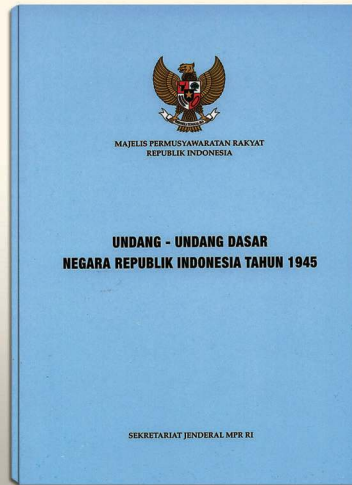 MAJELIS PERMUSYAWARATAN RAKYAT
REPUBLIK INDONESIA
UNDANG - UNDANG DASAR
NEGARA REPUBLIK INDONESIA TAHUN 1945
SEKRETARIAT JENDERAL MPR RI